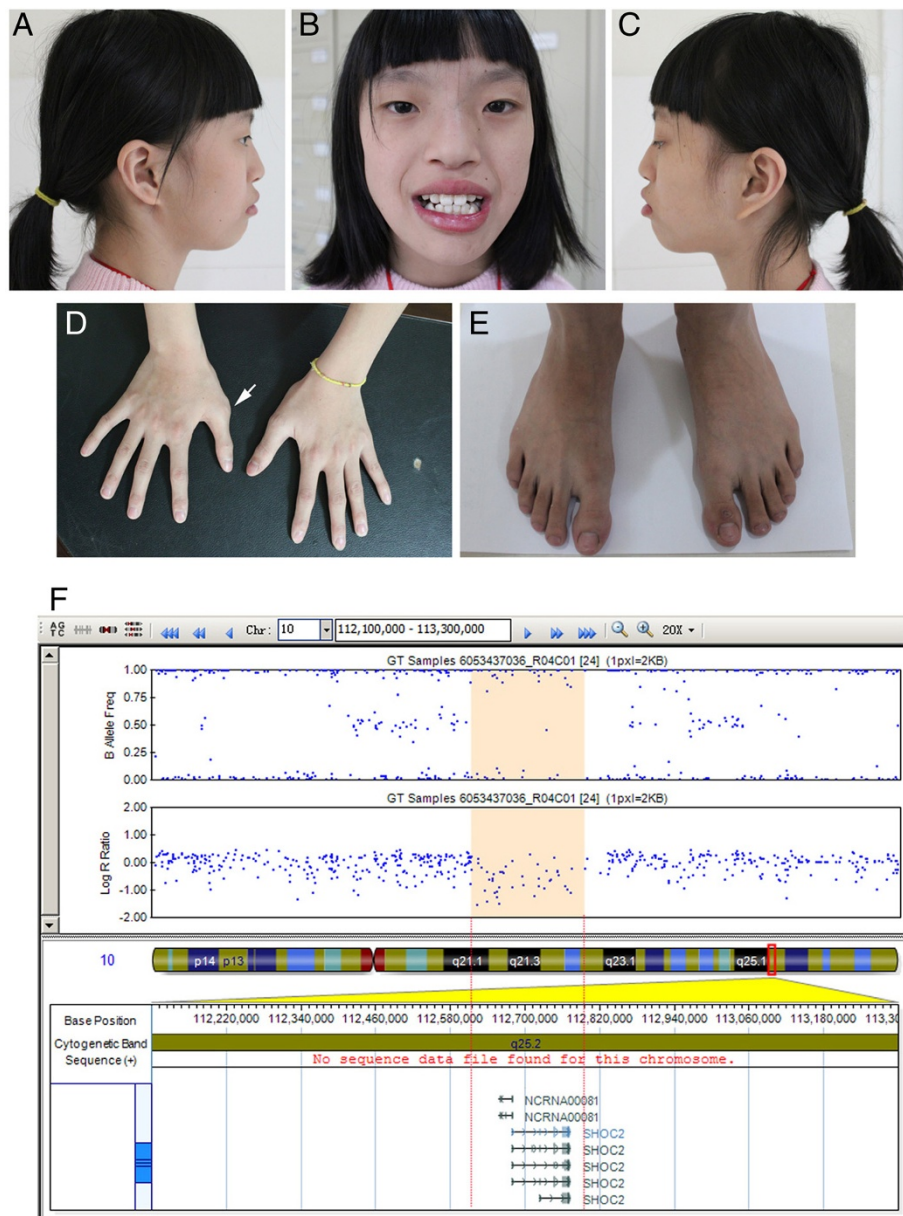 A
B
C
D
E
F
AG
TC
Chr: 10 112,100,000 - 113,300,000 20X
GT Samples 6053437036_R04C01 [24] (1pxl=2KB)
B Allele Freq
1.00
0.75
0.50
0.25
0.00
GT Samples 6053437036_R04C01 [24] (1pxl=2KB)
Log R Ratio
2.00
1.00
0.00
-1.00
-2.00
10 p14 p13 q21.1 q21.3 q23.1 q25.1
Base Position 112,220,000 112,340,000 112,460,000 112,580,000 112,700,000 112,820,000 112,940,000 113,060,000 113,180,000 113,30
Cytogenetic Band q25.2
Sequence (+) No sequence data file found for this chromosome.
NCRNA00081
NCRNA00081
SHOC2
SHOC2
SHOC2
SHOC2
SHOC2